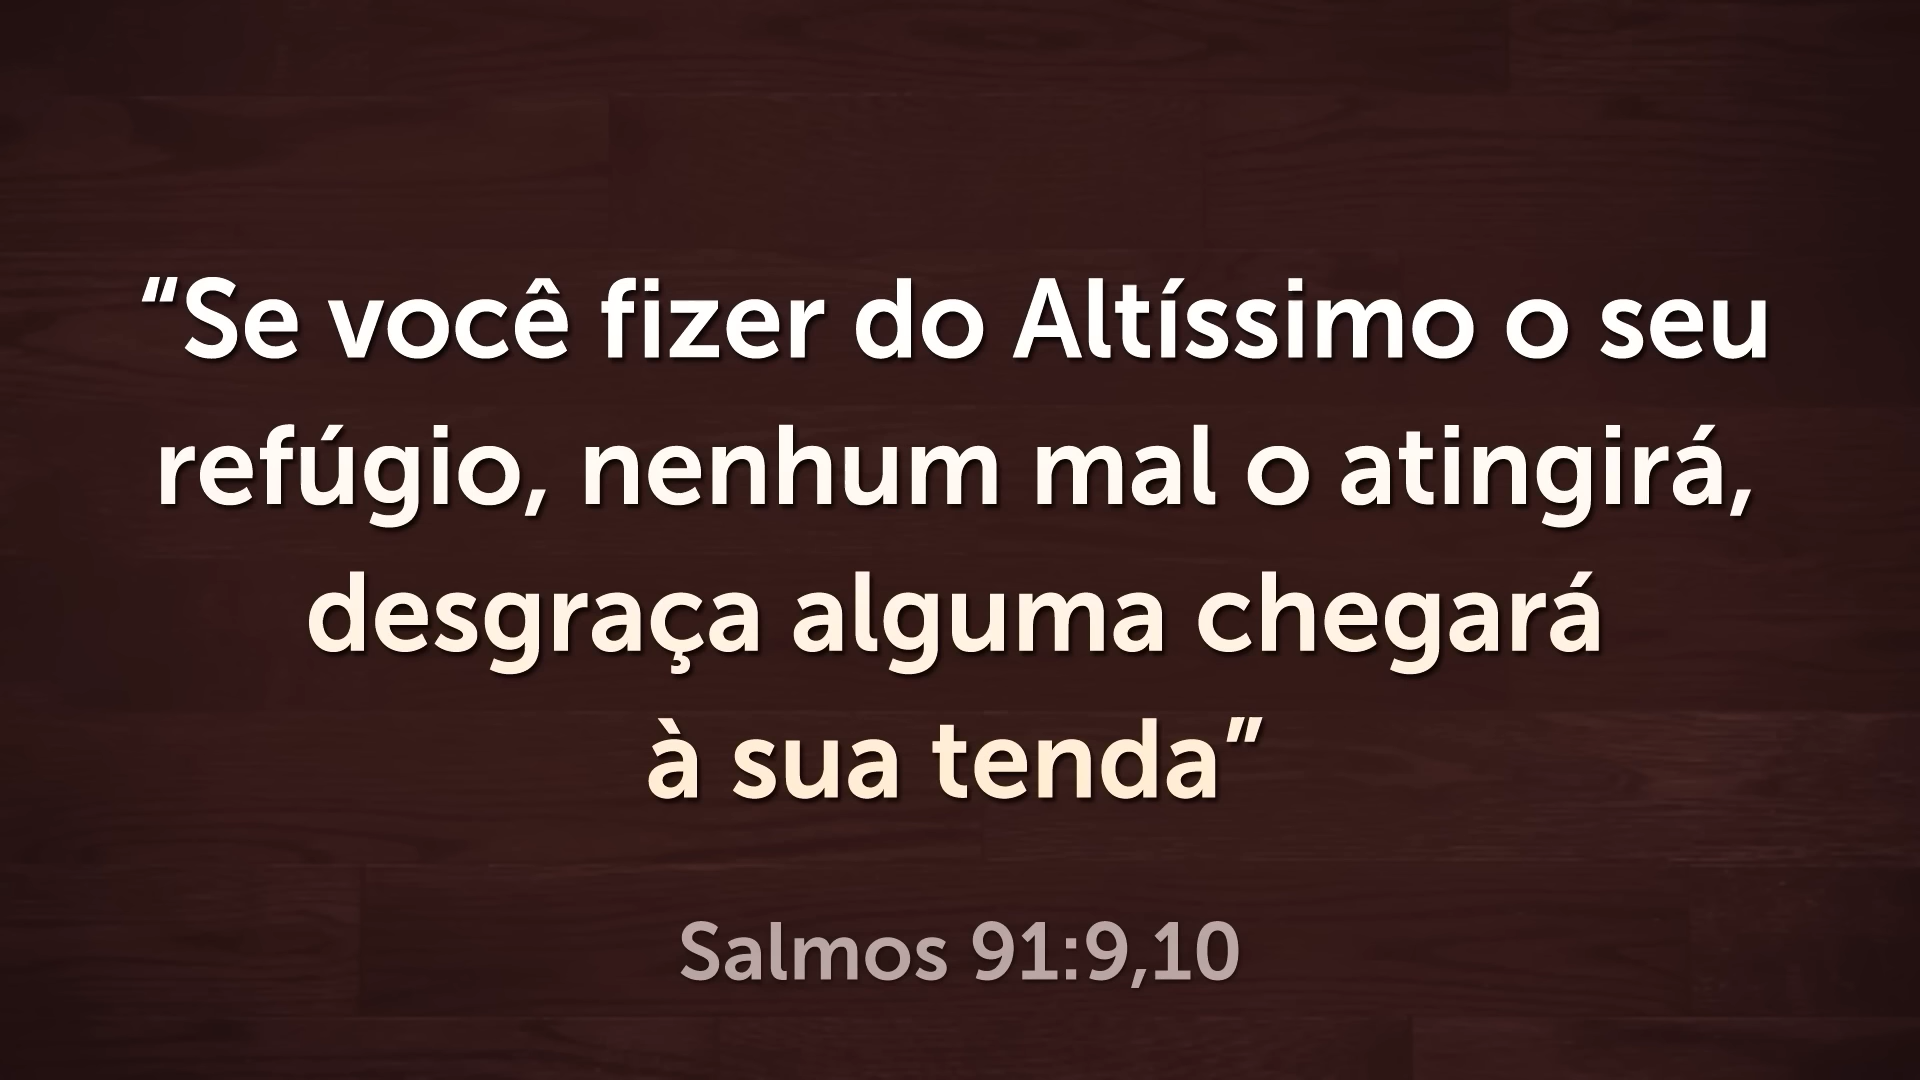 “Se você fizer do Altíssimo o seu
refúgio, nenhum mal o atingirá,
desgraça alguma chegará
à sua tenda”
Salmos 91:9,10